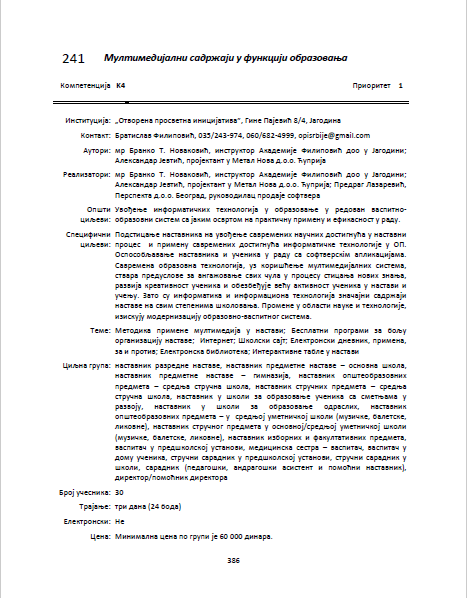 241 Мултимедијални садржаји у функцији образовања
Компетенција K4 Приоритет 1
Институција: „Отворена просветна иницијатива“, Гине Пајевић 8/4, Јагодина
Контакт: Братислав Филиповић, 035/243-974, 060/682-4999, opisrbije@gmail.com
Аутори: мр Бранко Т. Новаковић, инструктор Академије Филиповић доо у Јагодини;
Александар Јевтић, пројектант у Метал Нова д.о.о. Ћуприја
Реализатори: мр Бранко Т. Новаковић, инструктор Академије Филиповић доо у Јагодини;
Александар Јевтић, пројектант у Метал Нова д.о.о. Ћуприја; Предраг Лазаревић,
Перспекта д.о.о. Београд, руководилац продаје софтвера
Општи Увођење информатичких технологија у образовање у редован васпитно-
циљеви: образовни систем са јаким освртом на практичну примену и ефикасност у раду.
Специфични Подстицање наставника на увођење савремених научних достигнућа у наставни
циљеви: процес и примену савремених достигнућа информатичке технологије у ОП.
Оспособљавање наставника и ученика у раду са софтверским апликацијама.
Савремена образовна технологија, уз коришћење мултимедијалних система,
ствара предуслове за ангажовање свих чула у процесу стицања нових знања,
развија креативност ученика и обезбеђује већу активност ученика у настави и
учењу. Зато су информатика и информациона технологија значајни садржаји
наставе на свим степенима школовања. Промене у области науке и технологије,
изискују модернизацију образовно-васпитног система.
Теме: Методика примене мултимедија у настави; Бесплатни програми за бољу
организацију наставе; Интернет; Школски сајт; Електронски дневник, примена,
за и против; Електронска библиотека; Интерактивне табле у настави
Циљна група: наставник разредне наставе, наставник предметне наставе – основна школа,
наставник предметне наставе – гимназија, наставник општеобразовних
предмета – средња стручна школа, наставник стручних предмета – средња
стручна школа, наставник у школи за образовање ученика са сметњама у
развоју, наставник у школи за образовање одраслих, наставник
општеобразовних предмета – у средњој уметничкој школи (музичке, балетске,
ликовне), наставник стручног предмета у основној/средњој уметничкој школи
(музичке, балетске, ликовне), наставник изборних и факултативних предмета,
васпитач у предшколској установи, медицинска сестра – васпитач, васпитач у
дому ученика, стручни сарадник у предшколској установи, стручни сарадник у
школи, сарадник (педагошки, андрагошки асистент и помоћни наставник),
директор/помоћник директора
Број учесника: 30
Трајање: три дана (24 бода)
Електронски: Не
Цена: Минимална цена по групи је 60 000 динара.
386